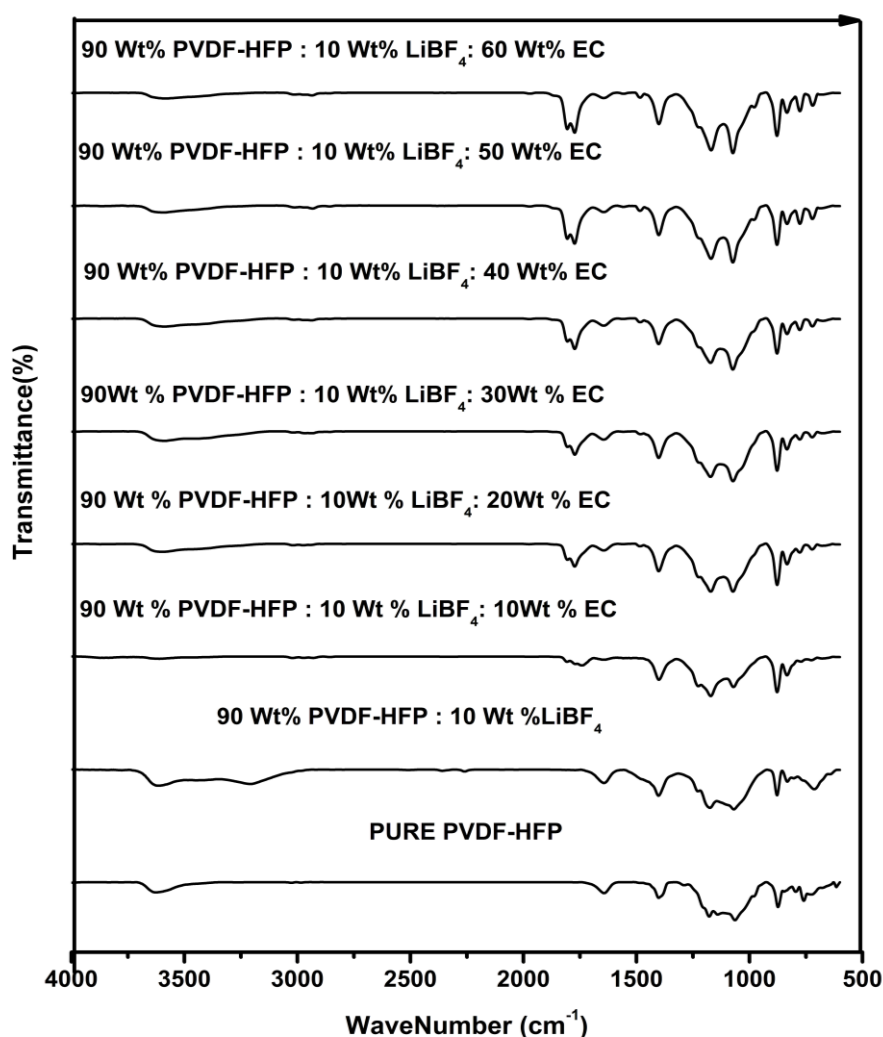 90 Wt% PVDF-HFP : 10 Wt% LiBF₄: 60 Wt% EC
90 Wt% PVDF-HFP : 10 Wt% LiBF₄: 50 Wt% EC
90 Wt% PVDF-HFP : 10 Wt% LiBF₄: 40 Wt% EC
90Wt % PVDF-HFP : 10 Wt% LiBF₄: 30Wt % EC
90 Wt % PVDF-HFP : 10Wt % LiBF₄: 20Wt % EC
90 Wt % PVDF-HFP : 10 Wt % LiBF₄: 10Wt % EC
90 Wt% PVDF-HFP : 10 Wt %LiBF₄
PURE PVDF-HFP
Transmittance(%)
4000 3500 3000 2500 2000 1500 1000 500
WaveNumber (cm⁻¹)